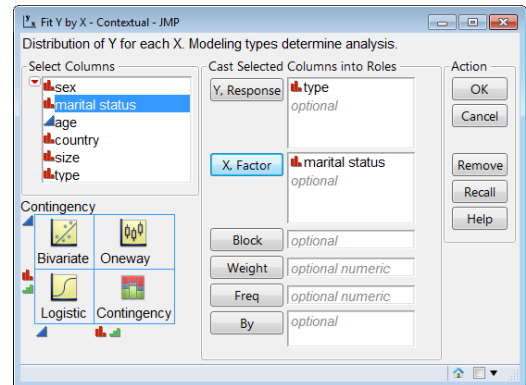 Fit Y by X - Contextual - JMP
Distribution of Y for each X. Modeling types determine analysis.
Select Columns
sex
marital status
age
country
size
type
Contingency
Bivariate Oneway
Logistic Contingency
Cast Selected Columns into Roles
Y, Response type
optional
X, Factor marital status
optional
Block optional
Weight optional numeric
Freq optional numeric
By optional
Action
OK
Cancel
Remove
Recall
Help